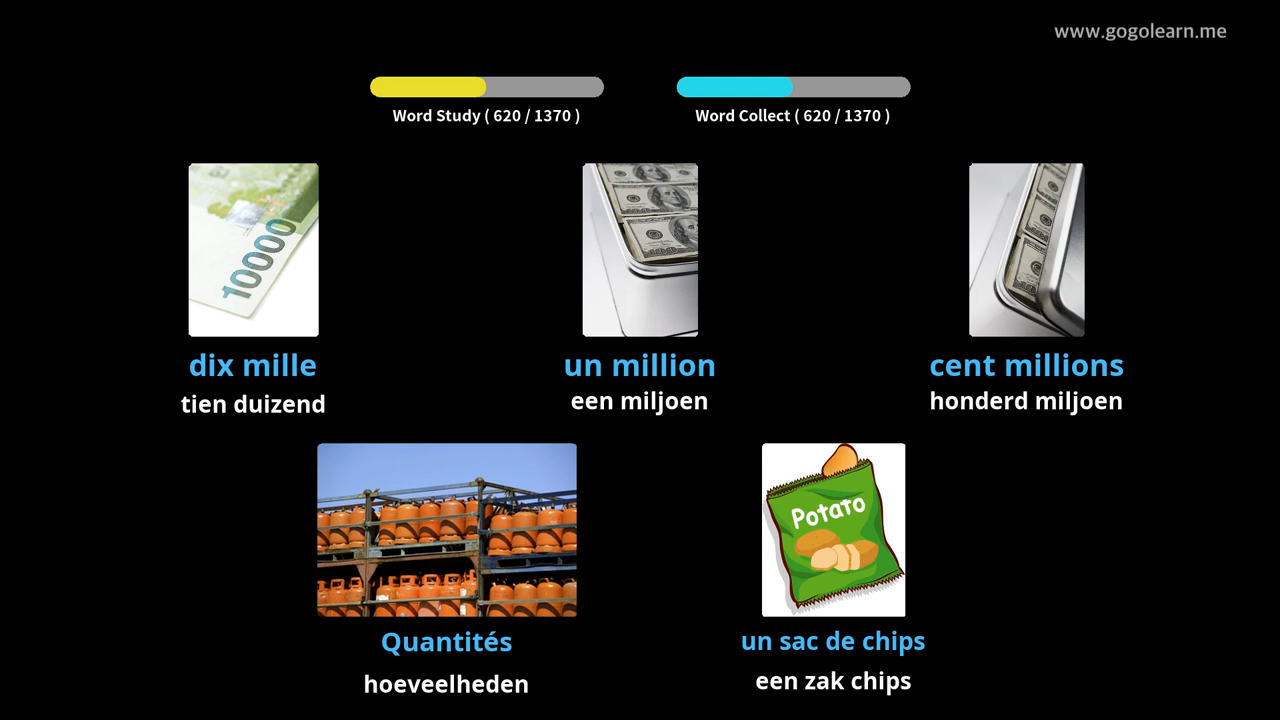 www.gogolearn.me
Word Study ( 620 / 1370 )
Word Collect ( 620 / 1370 )
10000
dix mille
un million
cent millions
tien duizend
een miljoen
honderd miljoen
Potato
Quantités
un sac de chips
hoeveelheden
een zak chips